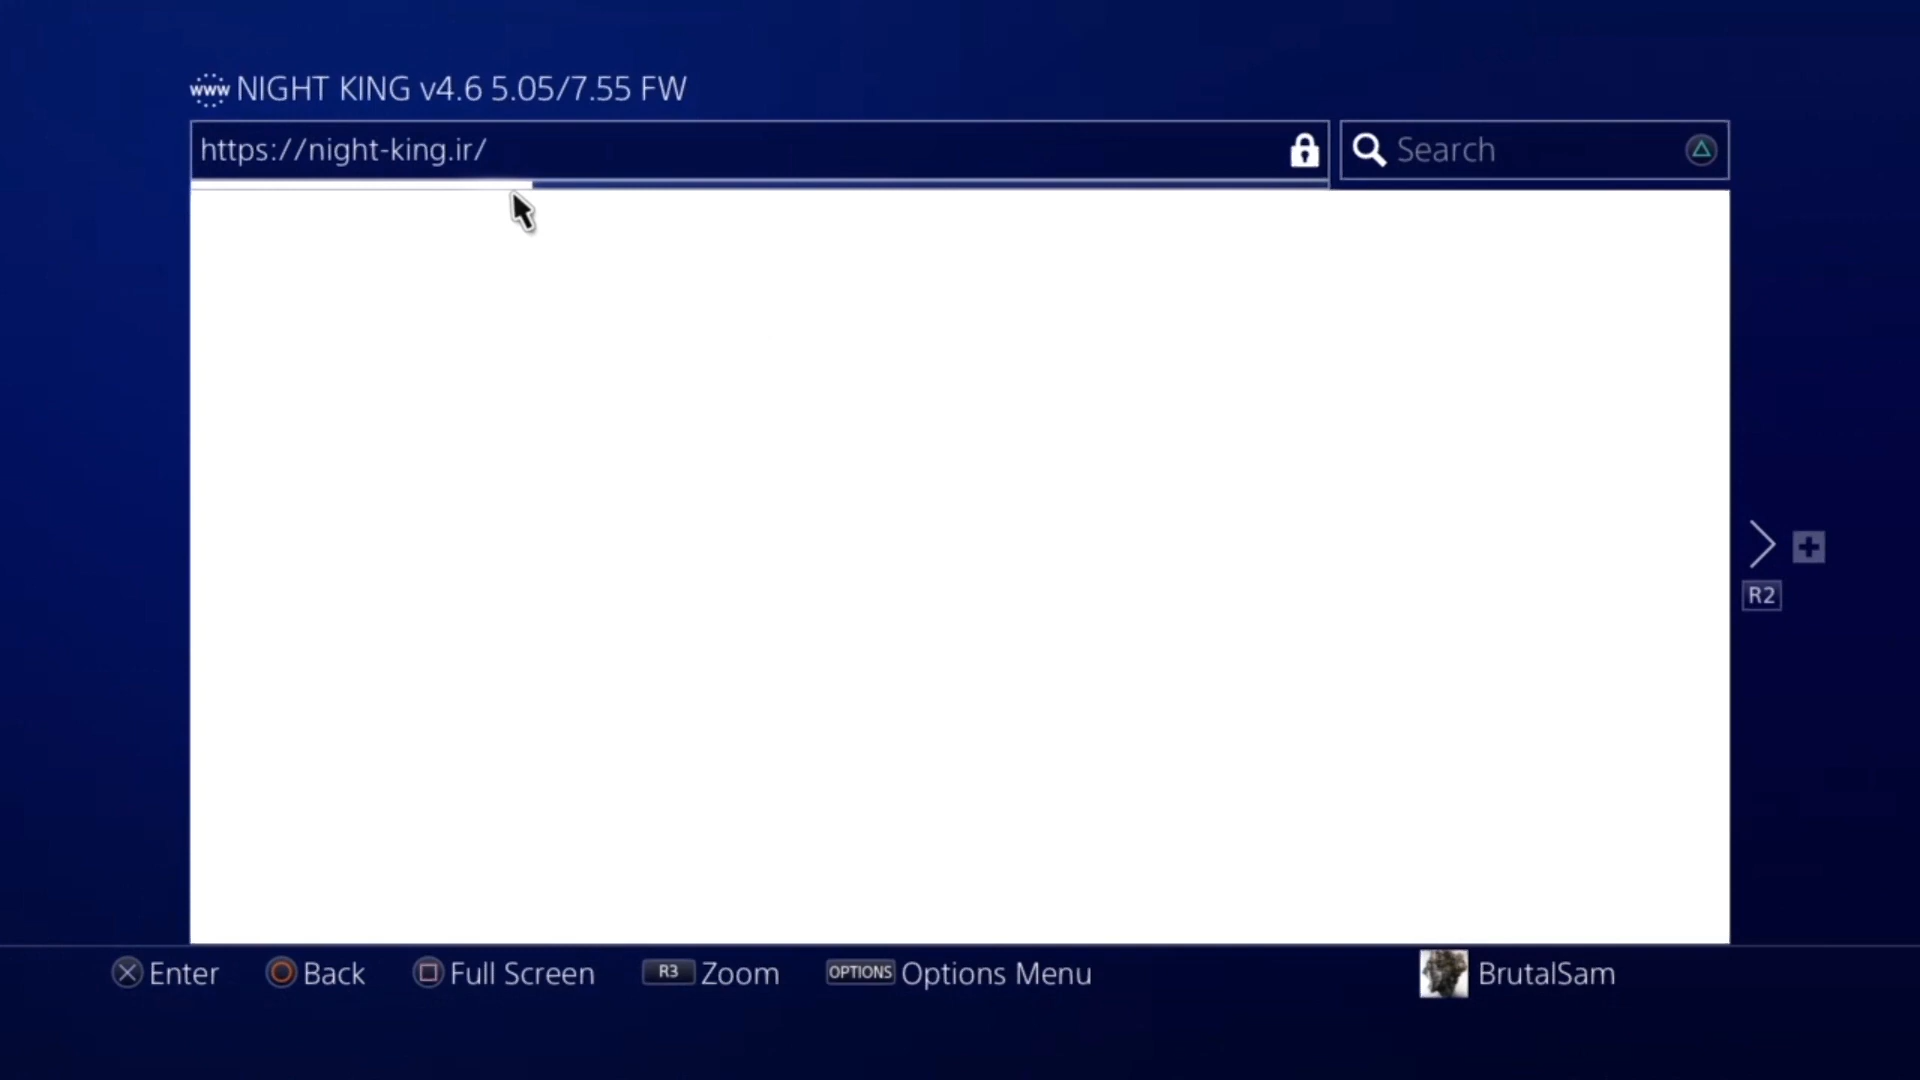 www NIGHT KING v4.6 5.05/7.55 FW
https://night-king.ir/
Search
R2
Enter
Back
Full Screen
R3 Zoom
OPTIONS Options Menu
BrutalSam